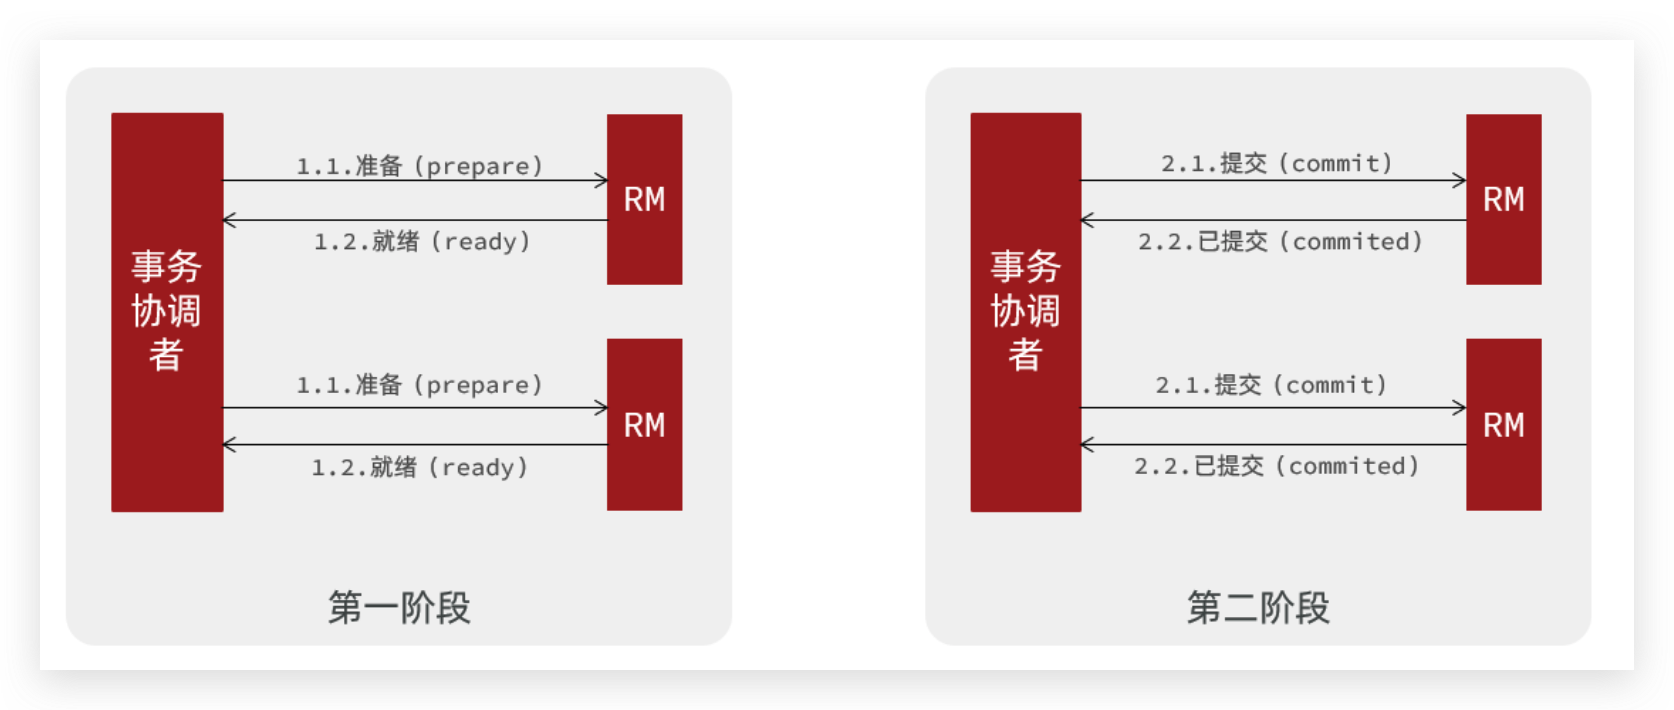 1.1.准备（prepare）
RM
1.2.就绪（ready）
事务
协调
者
1.1.准备（prepare）
RM
1.2.就绪（ready）
第一阶段
2.1.提交（commit）
RM
2.2.已提交（commited）
事务
协调
者
2.1.提交（commit）
RM
2.2.已提交（commited）
第二阶段